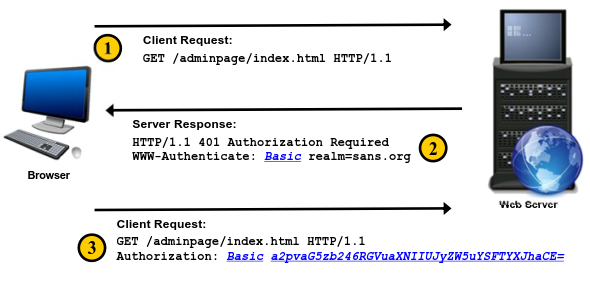 1
Client Request:
GET /adminpage/index.html HTTP/1.1
Server Response:
HTTP/1.1 401 Authorization Required
WWW-Authenticate: Basic realm=sans.org
2
Browser
Web Server
Client Request:
3
GET /adminpage/index.html HTTP/1.1
Authorization: Basic a2pvaG5zb246RGVuaXNIIUJyZW5uYSFTYXJhaCE=